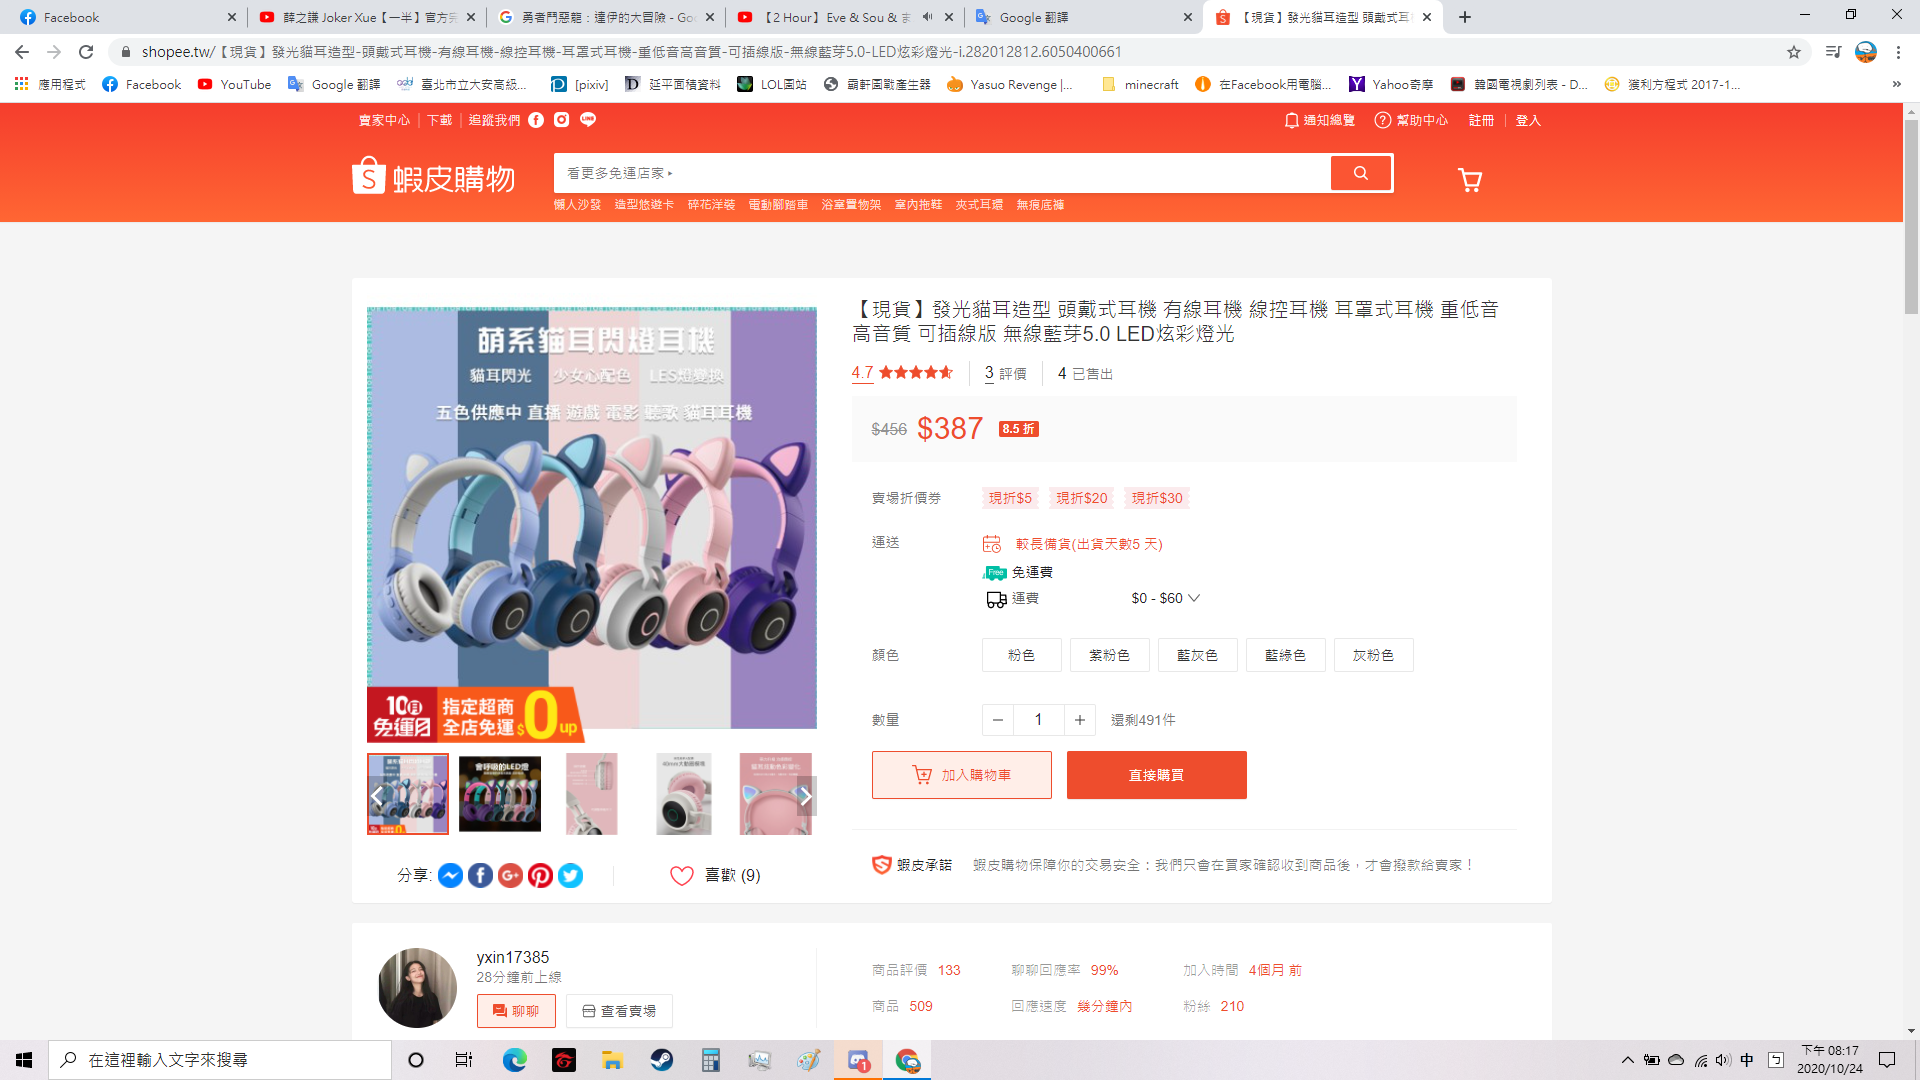 Facebook
薛之謙 Joker Xue【一半】官方完
勇者鬥惡龍：達伊的大冒險 - Goo
【2 Hour】Eve & Sou & ま
Google 翻譯
【現貨】發光貓耳造型 頭戴式耳
shopee.tw/【現貨】發光貓耳造型-頭戴式耳機-有線耳機-線控耳機-耳罩式耳機-重低音高音質-可插線版-無線藍芽5.0-LED炫彩燈光-i.282012812.6050400661
應用程式
Facebook
YouTube
Google 翻譯
臺北市立大安高級...
[pixiv]
延平面積資料
LOL圖站
霸軒團戰產生器
Yasuo Revenge |...
minecraft
在Facebook用電腦...
Yahoo奇摩
韓國電視劇列表 - D...
獲利方程式 2017-1...
賣家中心
下載
追蹤我們
通知總覽
幫助中心
註冊
登入
蝦皮購物
看更多免運店家 ▸
懶人沙發 造型悠遊卡 碎花洋裝 電動腳踏車 浴室置物架 室內拖鞋 夾式耳環 無痕底褲
萌系貓耳閃燈耳機
貓耳閃光 少女心配色 LES燈變換
五色供應中 直播 遊戲 電影 聽歌 貓耳耳機
10月
免運月
指定超商
全店免運
$0up
會呼吸的LED燈
分享:
喜歡 (9)
【現貨】發光貓耳造型 頭戴式耳機 有線耳機 線控耳機 耳罩式耳機 重低音
高音質 可插線版 無線藍芽5.0 LED炫彩燈光
4.7
3 評價
4 已售出
$456 $387 8.5 折
賣場折價券
現折$5 現折$20 現折$30
運送
較長備貨(出貨天數5 天)
Free 免運費
運費 $0 - $60
顏色
粉色 紫粉色 藍灰色 藍綠色 灰粉色
數量
1
還剩491件
加入購物車
直接購買
蝦皮承諾
蝦皮購物保障你的交易安全：我們只會在買家確認收到商品後，才會撥款給賣家！
yxin17385
28分鐘前上線
聊聊
查看賣場
商品評價 133
聊聊回應率 99%
加入時間 4個月 前
商品 509
回應速度 幾分鐘內
粉絲 210
在這裡輸入文字來搜尋
1
中
下午 08:17
2020/10/24